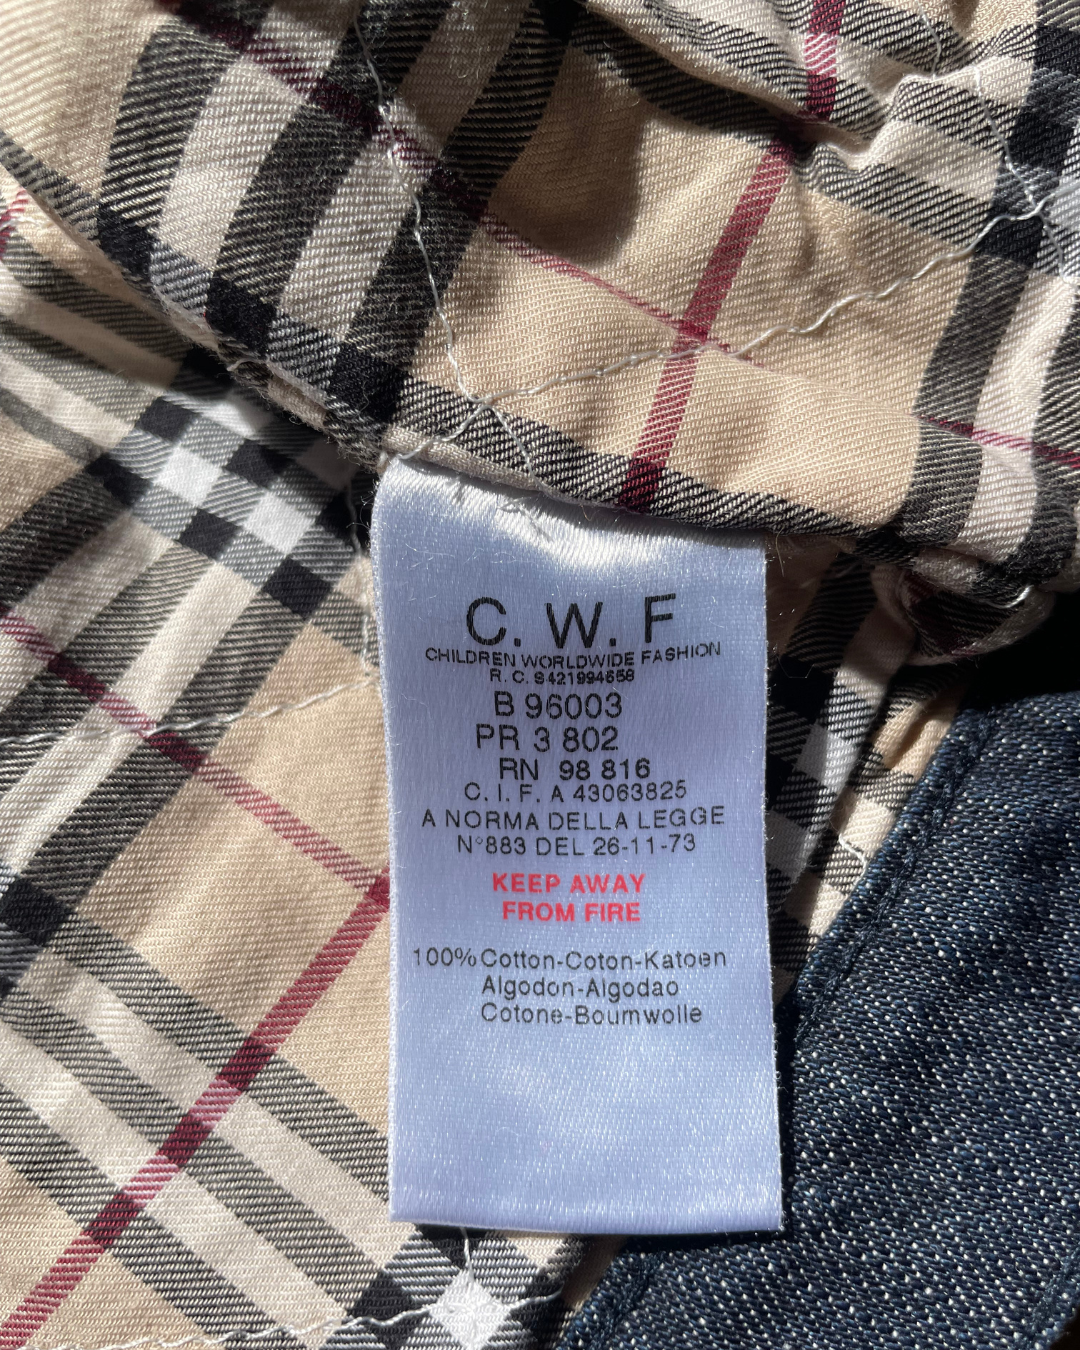 C. W. F
CHILDREN WORLDWIDE FASHION
R. C. S421994658
B 96003
PR 3 802
RN 98 816
C. I. F. A 43063825
A NORMA DELLA LEGGE
N°883 DEL 26-11-73
KEEP AWAY
FROM FIRE
100% Cotton-Coton-Katoen
Algodon-Algodao
Cotone-Boumwolle